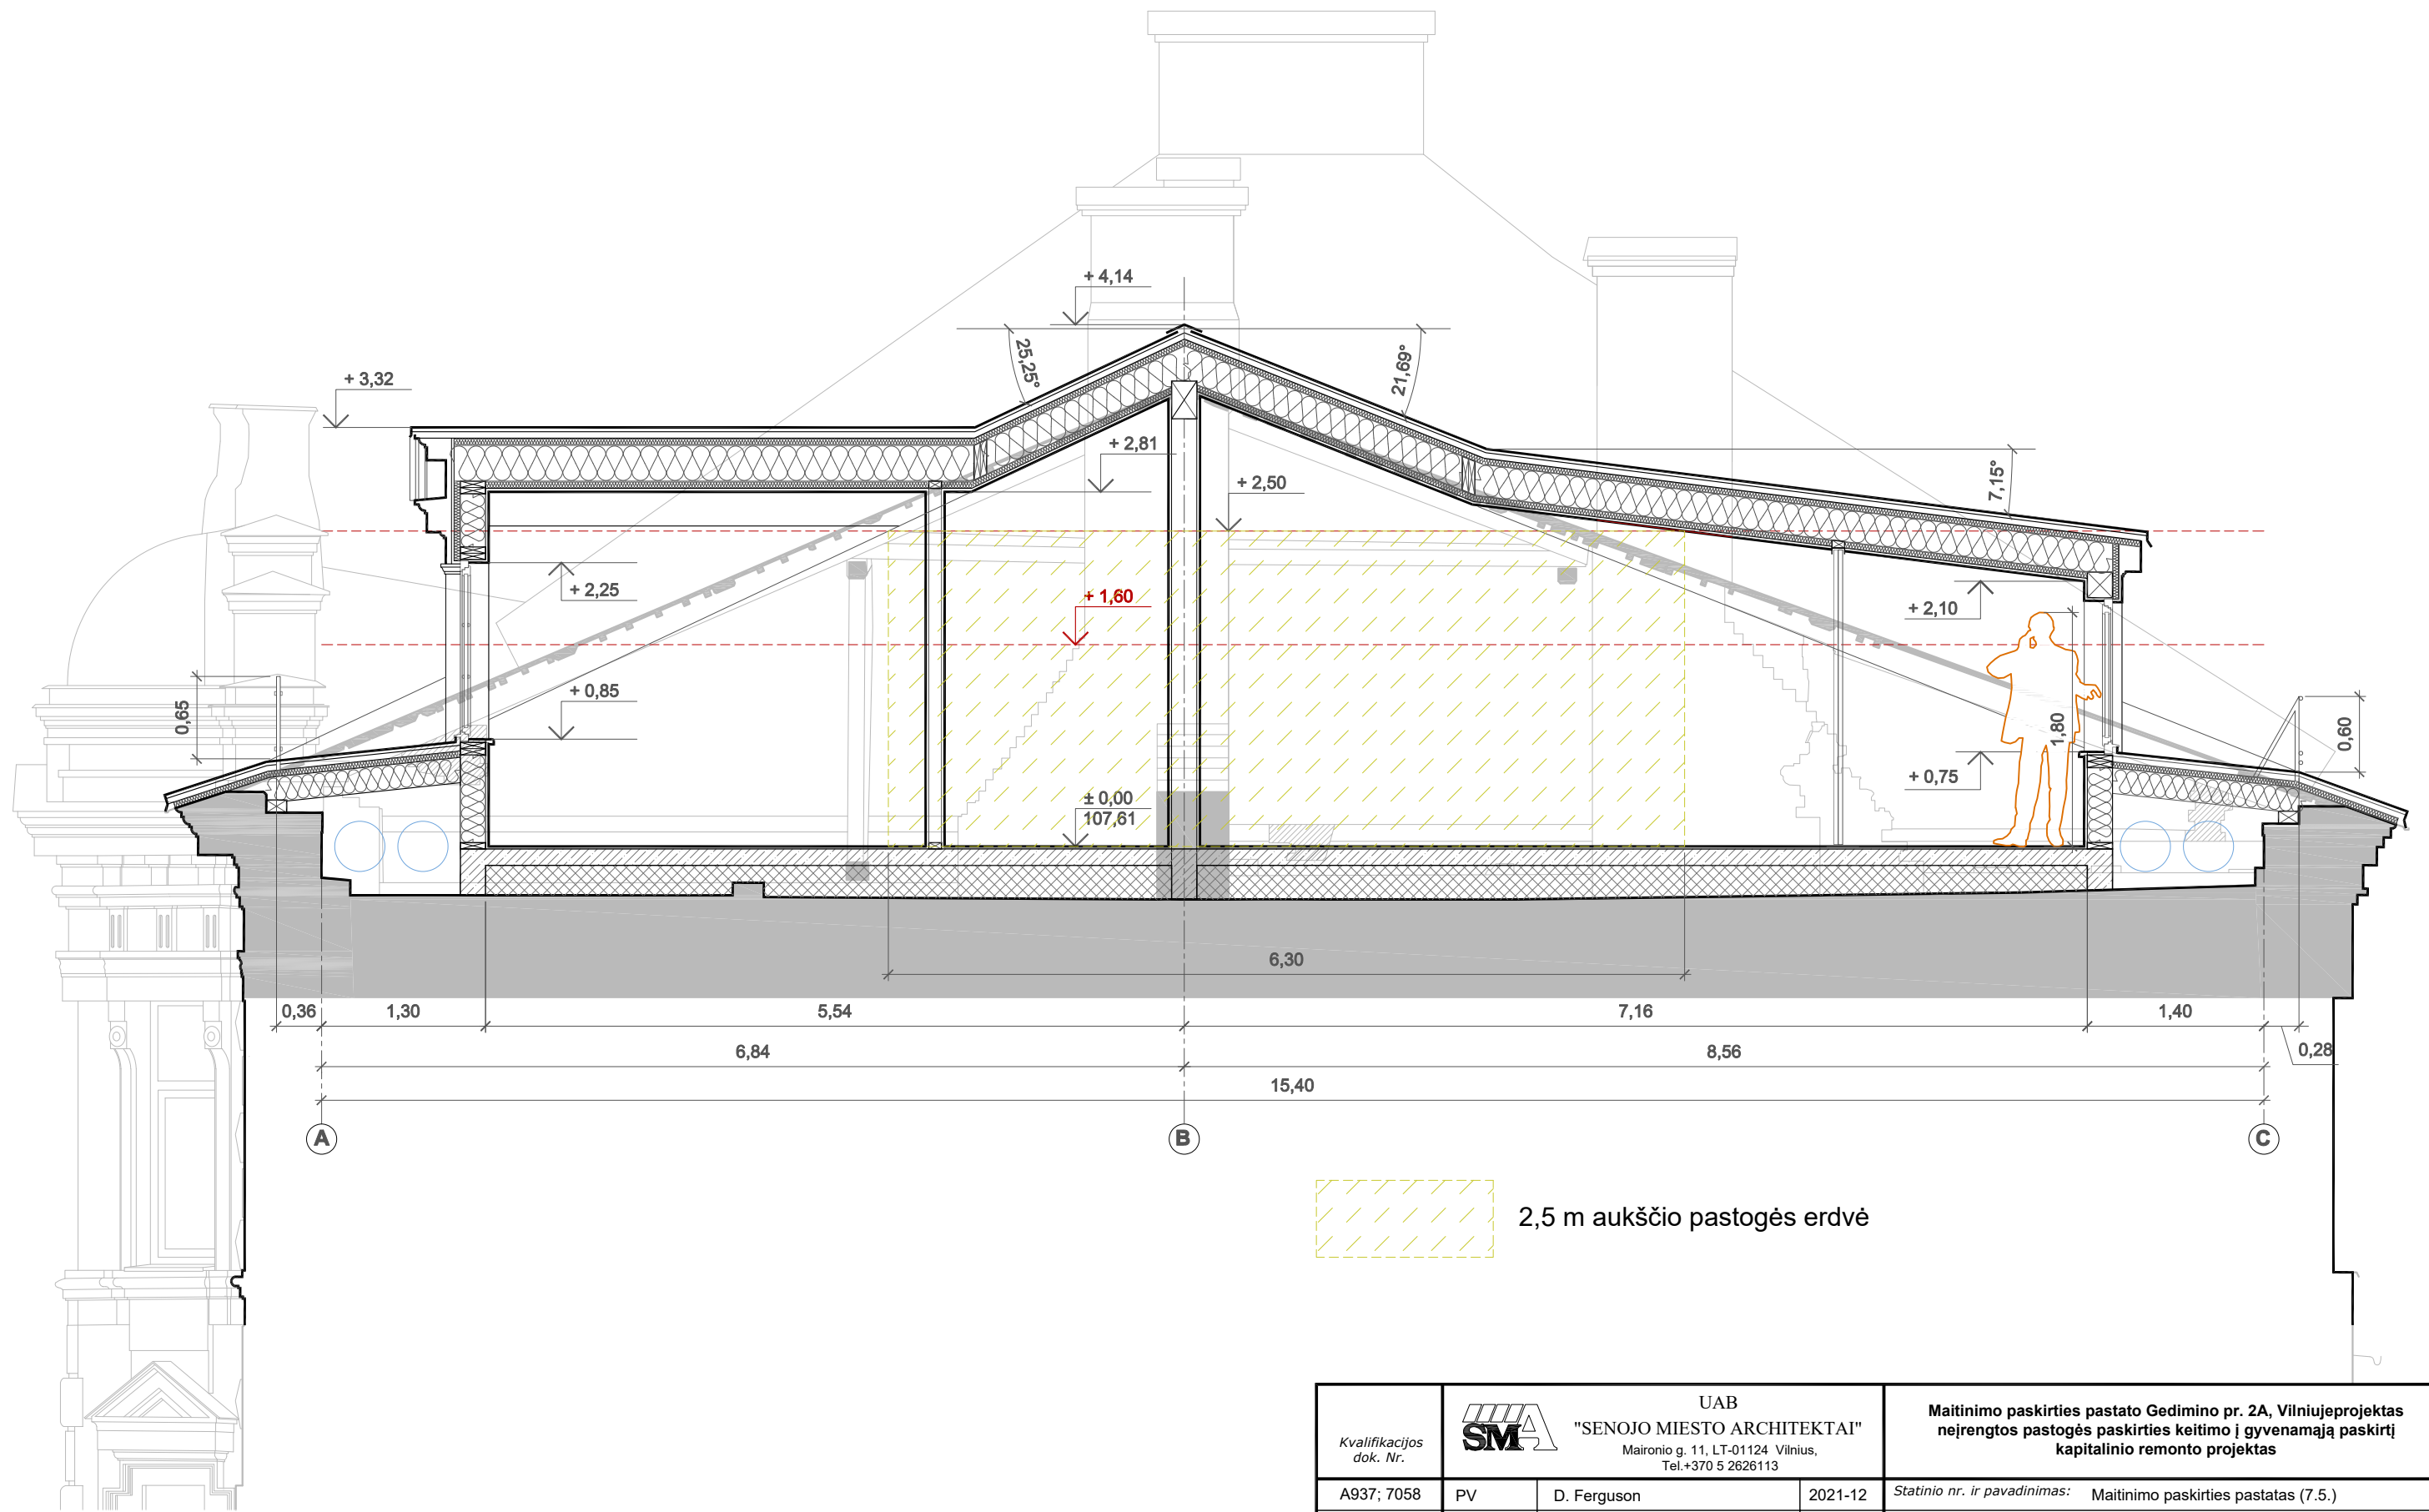 + 4,14
25,25°
21,69°
+ 3,32
+ 2,81
+ 2,50
7,15°
+ 2,25
+ 1,60
+ 2,10
+ 0,85
0,65
1,80
0,60
+ 0,75
± 0,00
107,61
6,30
0,36
1,30
5,54
7,16
1,40
6,84
8,56
0,28
15,40
A
B
C
2,5 m aukščio pastogės erdvė
Kvalifikacijos
dok. Nr.
SMA
UAB
"SENOJO MIESTO ARCHITEKTAI"
Maironio g. 11, LT-01124 Vilnius,
Tel.+370 5 2626113
Maitinimo paskirties pastato Gedimino pr. 2A, Vilniujeprojektas
neįrengtos pastogės paskirties keitimo į gyvenamąją paskirtį
kapitalinio remonto projektas
A937; 7058
PV
D. Ferguson
2021-12
Statinio nr. ir pavadinimas: Maitinimo paskirties pastatas (7.5.)